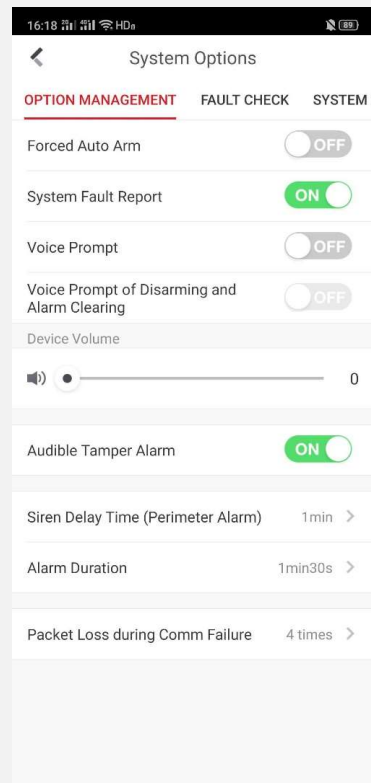 16:18 HD 89
System Options
OPTION MANAGEMENT FAULT CHECK SYSTEM
Forced Auto Arm OFF
System Fault Report ON
Voice Prompt OFF
Voice Prompt of Disarming and
Alarm Clearing OFF
Device Volume
0
Audible Tamper Alarm ON
Siren Delay Time (Perimeter Alarm) 1min
Alarm Duration 1min30s
Packet Loss during Comm Failure 4 times